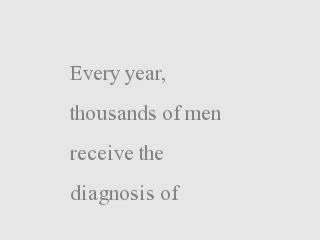 Every year,
thousands of men
receive the
diagnosis of